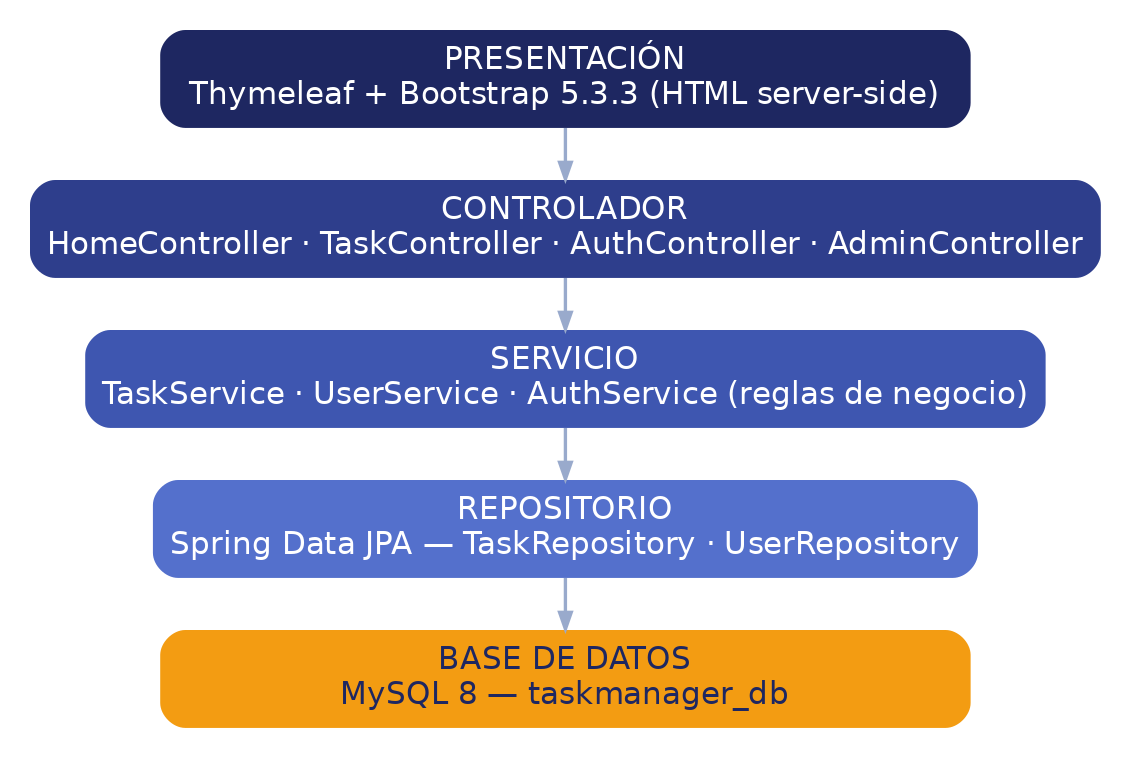 PRESENTACIÓN
Thymeleaf + Bootstrap 5.3.3 (HTML server-side)
CONTROLADOR
HomeController · TaskController · AuthController · AdminController
SERVICIO
TaskService · UserService · AuthService (reglas de negocio)
REPOSITORIO
Spring Data JPA — TaskRepository · UserRepository
BASE DE DATOS
MySQL 8 — taskmanager_db